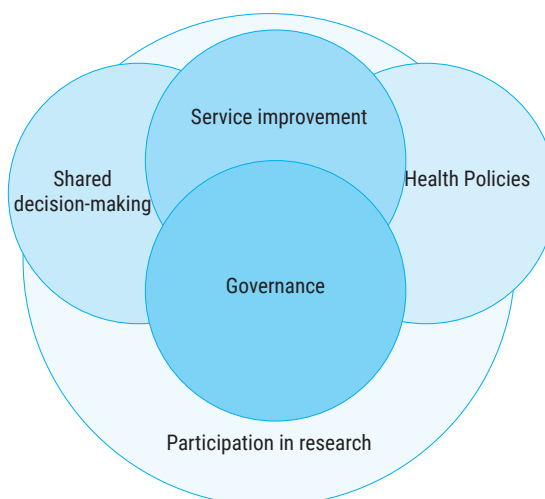 Service improvement
Shared
decision-making
Health Policies
Governance
Participation in research